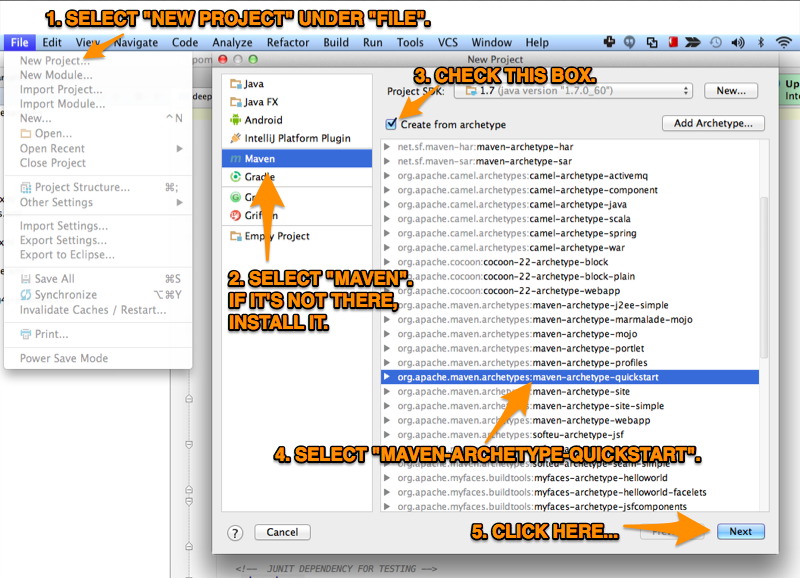 1. SELECT "NEW PROJECT" UNDER "FILE".
File Edit View Navigate Code Analyze Refactor Build Run Tools VCS Window Help
New Project...
New Module...
Import Project...
Import Module...
New... ^N
Open...
Open Recent
Close Project
Project Structure... ⌘;
Other Settings
Import Settings...
Export Settings...
Export to Eclipse...
Save All ⌘S
Synchronize ⌥⌘Y
Invalidate Caches / Restart...
Print...
Power Save Mode
pom
deep
New Project
3. CHECK THIS BOX.
Project SDK: 1.7 (java version "1.7.0_60") New...
Create from archetype Add Archetype...
Java
Java FX
Android
IntelliJ Platform Plugin
Maven
Gradle
Griffon
Empty Project
2. SELECT "MAVEN".
IF IT'S NOT THERE,
INSTALL IT.
net.sf.maven-har:maven-archetype-har
net.sf.maven-sar:maven-archetype-sar
org.apache.camel.archetypes:camel-archetype-activemq
org.apache.camel.archetypes:camel-archetype-component
org.apache.camel.archetypes:camel-archetype-java
org.apache.camel.archetypes:camel-archetype-scala
org.apache.camel.archetypes:camel-archetype-spring
org.apache.camel.archetypes:camel-archetype-war
org.apache.cocoon:cocoon-22-archetype-block
org.apache.cocoon:cocoon-22-archetype-block-plain
org.apache.cocoon:cocoon-22-archetype-webapp
org.apache.maven.archetypes:maven-archetype-j2ee-simple
org.apache.maven.archetypes:maven-archetype-marmalade-mojo
org.apache.maven.archetypes:maven-archetype-mojo
org.apache.maven.archetypes:maven-archetype-portlet
org.apache.maven.archetypes:maven-archetype-profiles
org.apache.maven.archetypes:maven-archetype-quickstart
org.apache.maven.archetypes:maven-archetype-site
org.apache.maven.archetypes:maven-archetype-site-simple
org.apache.maven.archetypes:maven-archetype-webapp
softeu-archetype-jsf
4. SELECT "MAVEN-ARCHETYPE-QUICKSTART".
softeu-archetype-seam-simple
org.apache.myfaces.buildtools:myfaces-archetype-helloworld
org.apache.myfaces.buildtools:myfaces-archetype-helloworld-facelets
org.apache.myfaces.buildtools:myfaces-archetype-jsfcomponents
5. CLICK HERE...
? Cancel Next
Up
Inte
<!-- JUNIT DEPENDENCY FOR TESTING -->